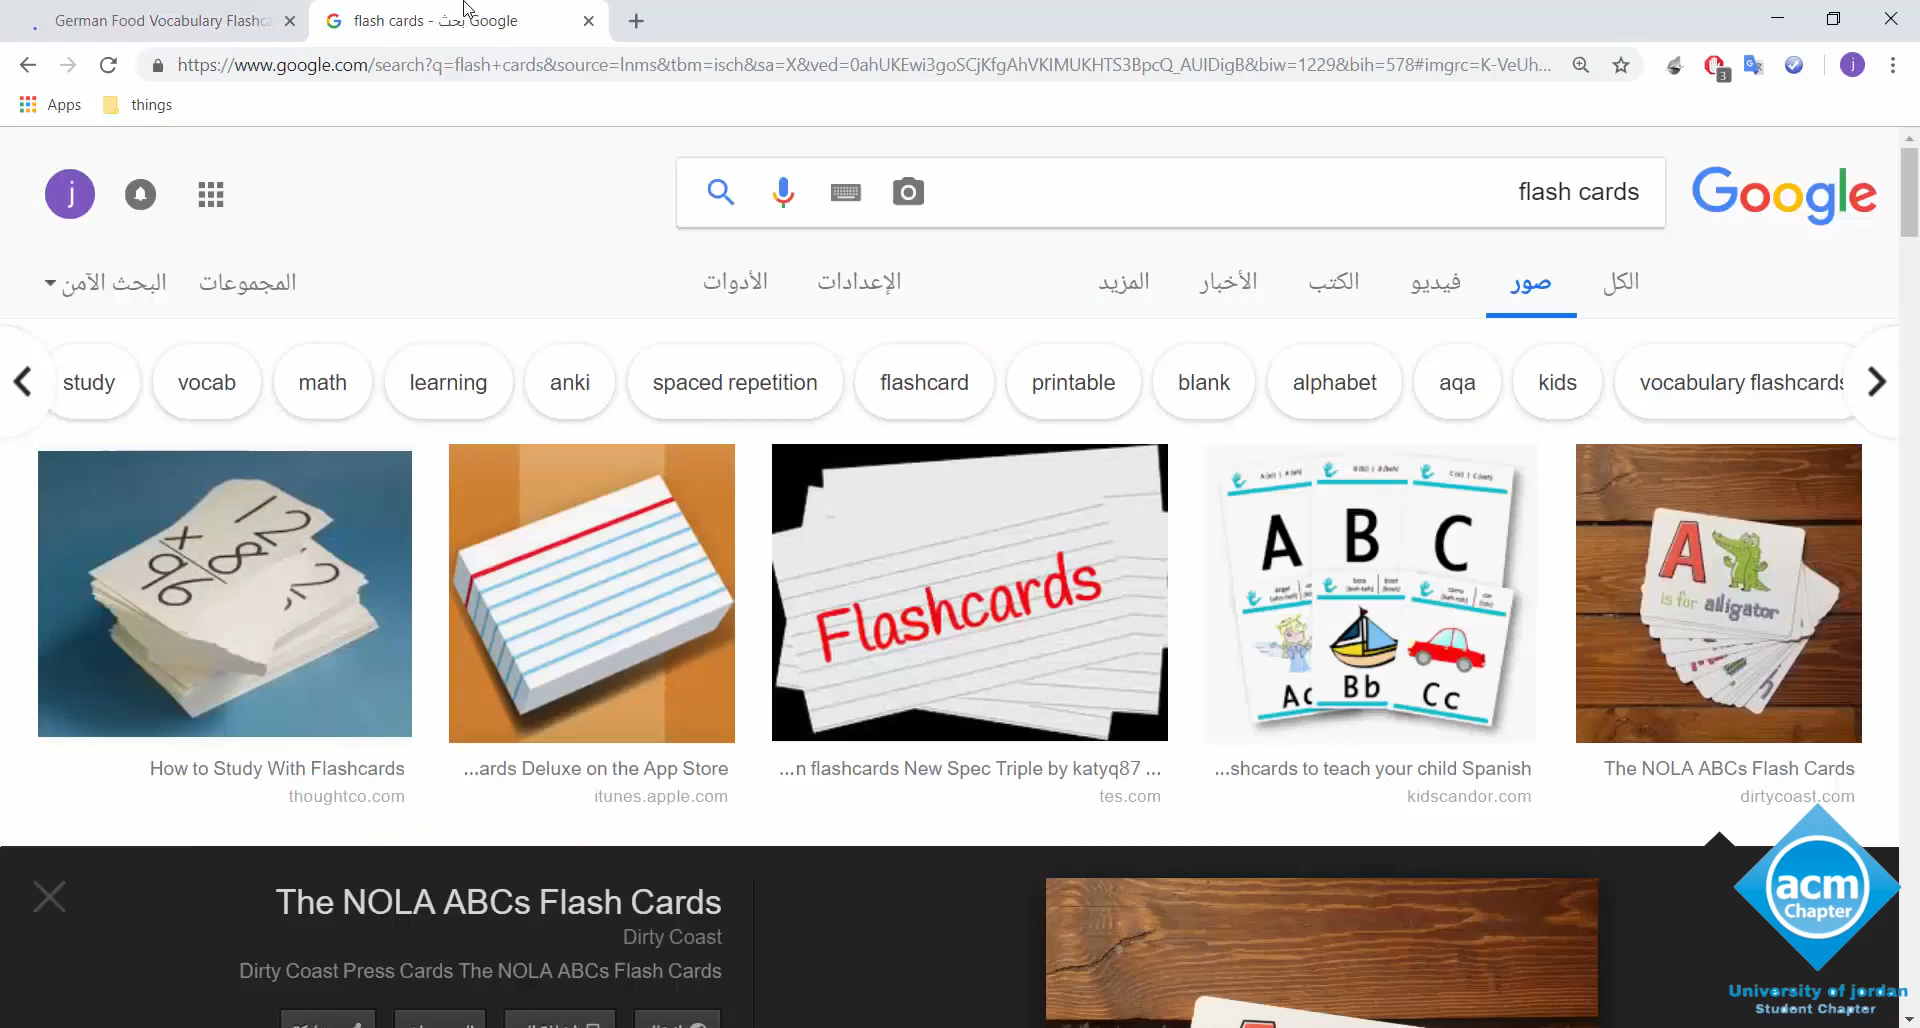 German Food Vocabulary Flashca
flash cards - بحث Google
https://www.google.com/search?q=flash+cards&source=lnms&tbm=isch&sa=X&ved=0ahUKEwi3goSCjKfgAhVKIMUKHTS3BpcQ_AUIDigB&biw=1229&bih=578#imgrc=K-VeUh...
3
j
Apps
things
j
flash cards
Google
الكل
صور
فيديو
الكتب
الأخبار
المزيد
الإعدادات
الأدوات
المجموعات
البحث الآمن
study
vocab
math
learning
anki
spaced repetition
flashcard
printable
blank
alphabet
aqa
kids
vocabulary flashcards
12
x 8
96
Flashcards
A B C
Bb
Cc
A
is for alligator
How to Study With Flashcards
thoughtco.com
...ards Deluxe on the App Store
itunes.apple.com
...n flashcards New Spec Triple by katyq87 ...
tes.com
...shcards to teach your child Spanish
kidscandor.com
The NOLA ABCs Flash Cards
dirtycoast.com
The NOLA ABCs Flash Cards
Dirty Coast
Dirty Coast Press Cards The NOLA ABCs Flash Cards
acm
Chapter
University of jordan
Student Chapter